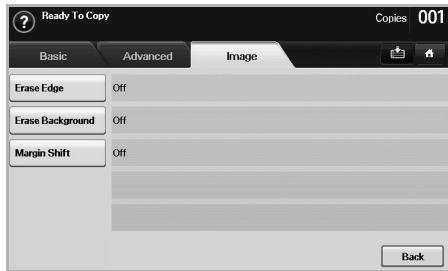 Ready To Copy
Copies 001
Basic Advanced Image
Erase Edge Off
Erase Background Off
Margin Shift Off
Back